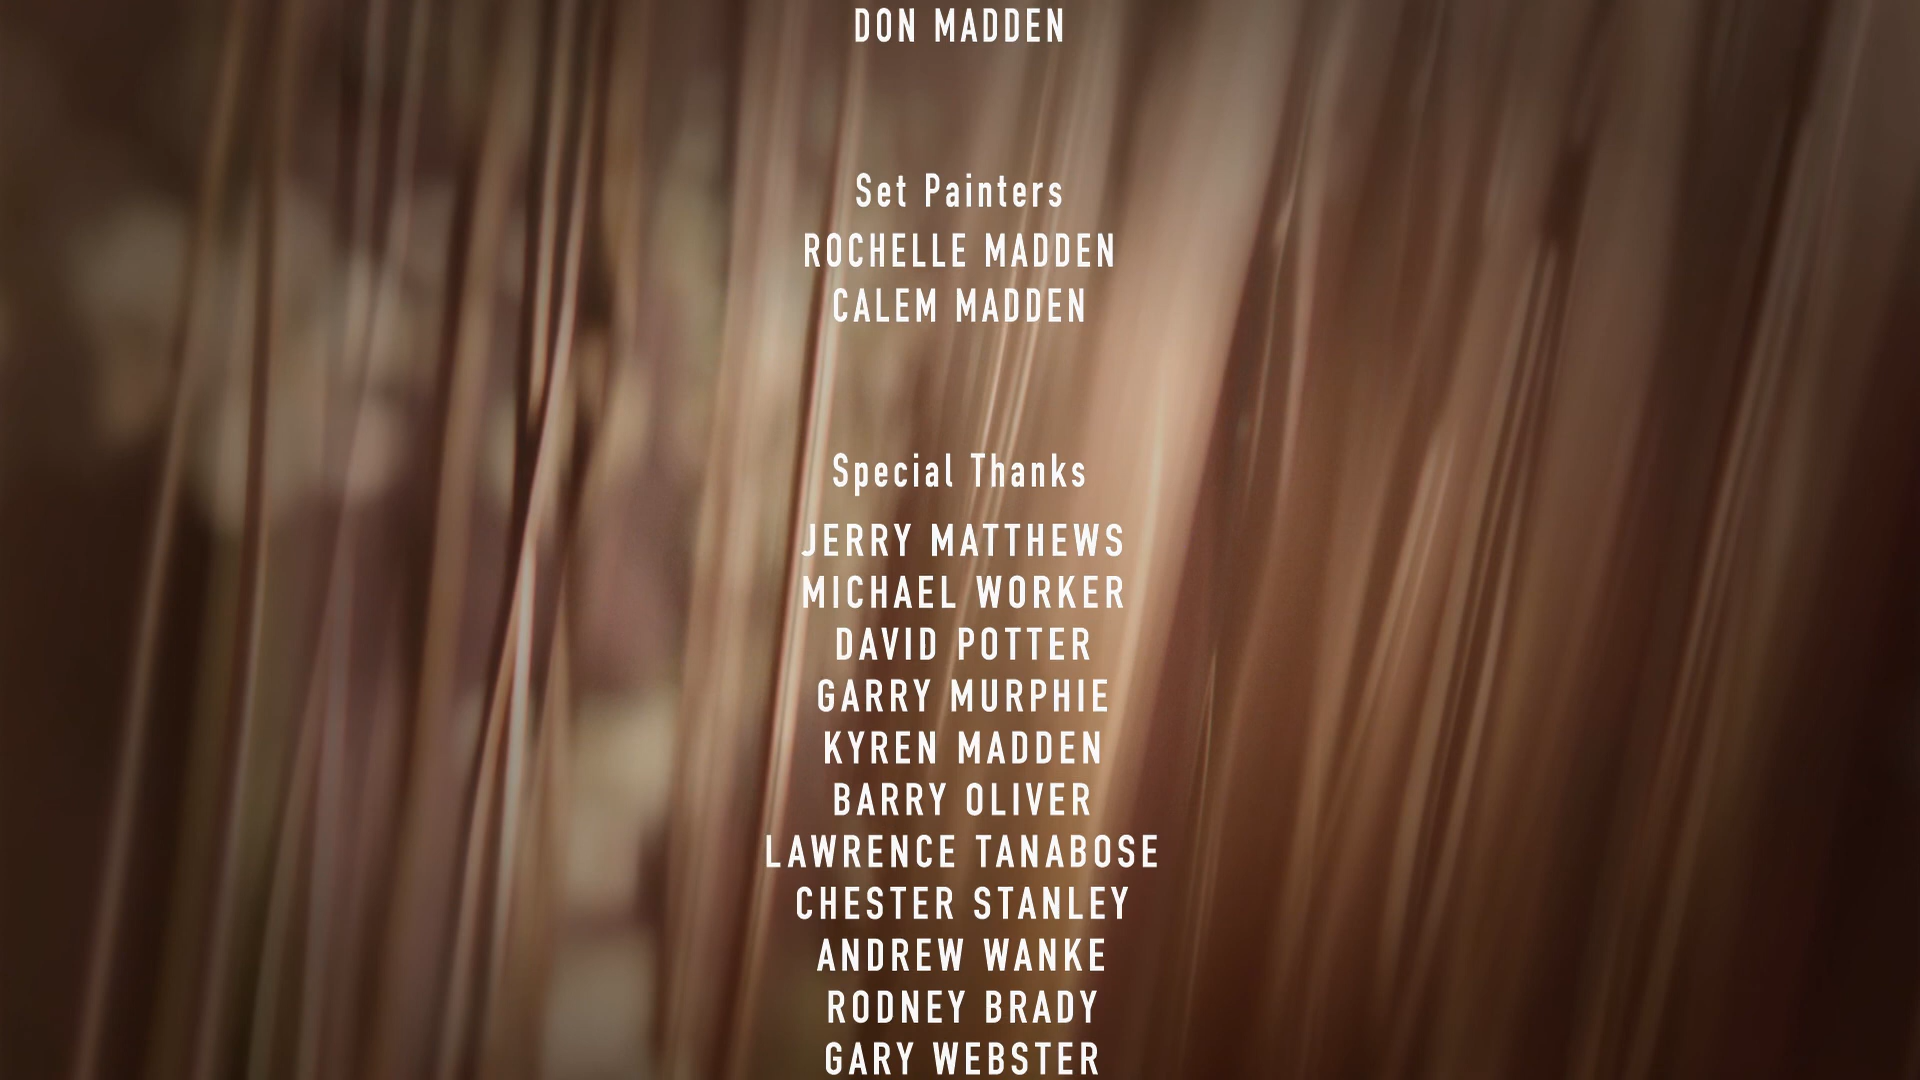 DON MADDEN
Set Painters
ROCHELLE MADDEN
CALEM MADDEN
Special Thanks
JERRY MATTHEWS
MICHAEL WORKER
DAVID POTTER
GARRY MURPHIE
KYREN MADDEN
BARRY OLIVER
LAWRENCE TANABOSE
CHESTER STANLEY
ANDREW WANKE
RODNEY BRADY
GARY WEBSTER